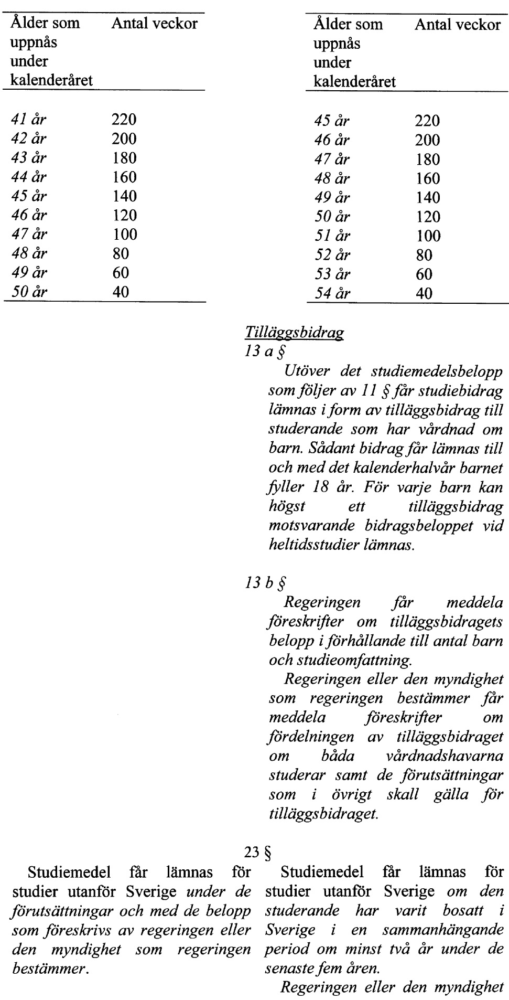 Ålder som uppnås under kalenderåret Antal veckor
41 år 220
42 år 200
43 år 180
44 år 160
45 år 140
46 år 120
47 år 100
48 år 80
49 år 60
50 år 40
Ålder som uppnås under kalenderåret Antal veckor
45 år 220
46 år 200
47 år 180
48 år 160
49 år 140
50 år 120
51 år 100
52 år 80
53 år 60
54 år 40
Tilläggsbidrag
13 a §
Utöver det studiemedelsbelopp
som följer av 11 § får studiebidrag
lämnas i form av tilläggsbidrag till
studerande som har vårdnad om
barn. Sådant bidrag får lämnas till
och med det kalenderhalvår barnet
fyller 18 år. För varje barn kan
högst ett tilläggsbidrag
motsvarande bidragsbeloppet vid
heltidsstudier lämnas.
13 b §
Regeringen får meddela
föreskrifter om tilläggsbidragets
belopp i förhållande till antal barn
och studieomfattning.
Regeringen eller den myndighet
som regeringen bestämmer får
meddela föreskrifter om
fördelningen av tilläggsbidraget
om båda vårdnadshavarna
studerar samt de förutsättningar
som i övrigt skall gälla för
tilläggsbidraget.
23 §
Studiemedel får lämnas för
studier utanför Sverige under de
förutsättningar och med de belopp
som föreskrivs av regeringen eller
den myndighet som regeringen
bestämmer.
Studiemedel får lämnas för
studier utanför Sverige om den
studerande har varit bosatt i
Sverige i en sammanhängande
period om minst två år under de
senaste fem åren.
Regeringen eller den myndighet